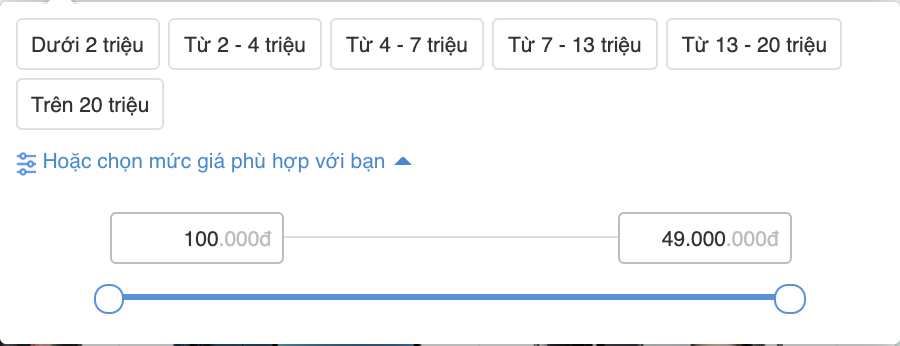 Dưới 2 triệu Từ 2 - 4 triệu Từ 4 - 7 triệu Từ 7 - 13 triệu Từ 13 - 20 triệu
Trên 20 triệu
Hoặc chọn mức giá phù hợp với bạn
100.000đ 49.000.000đ